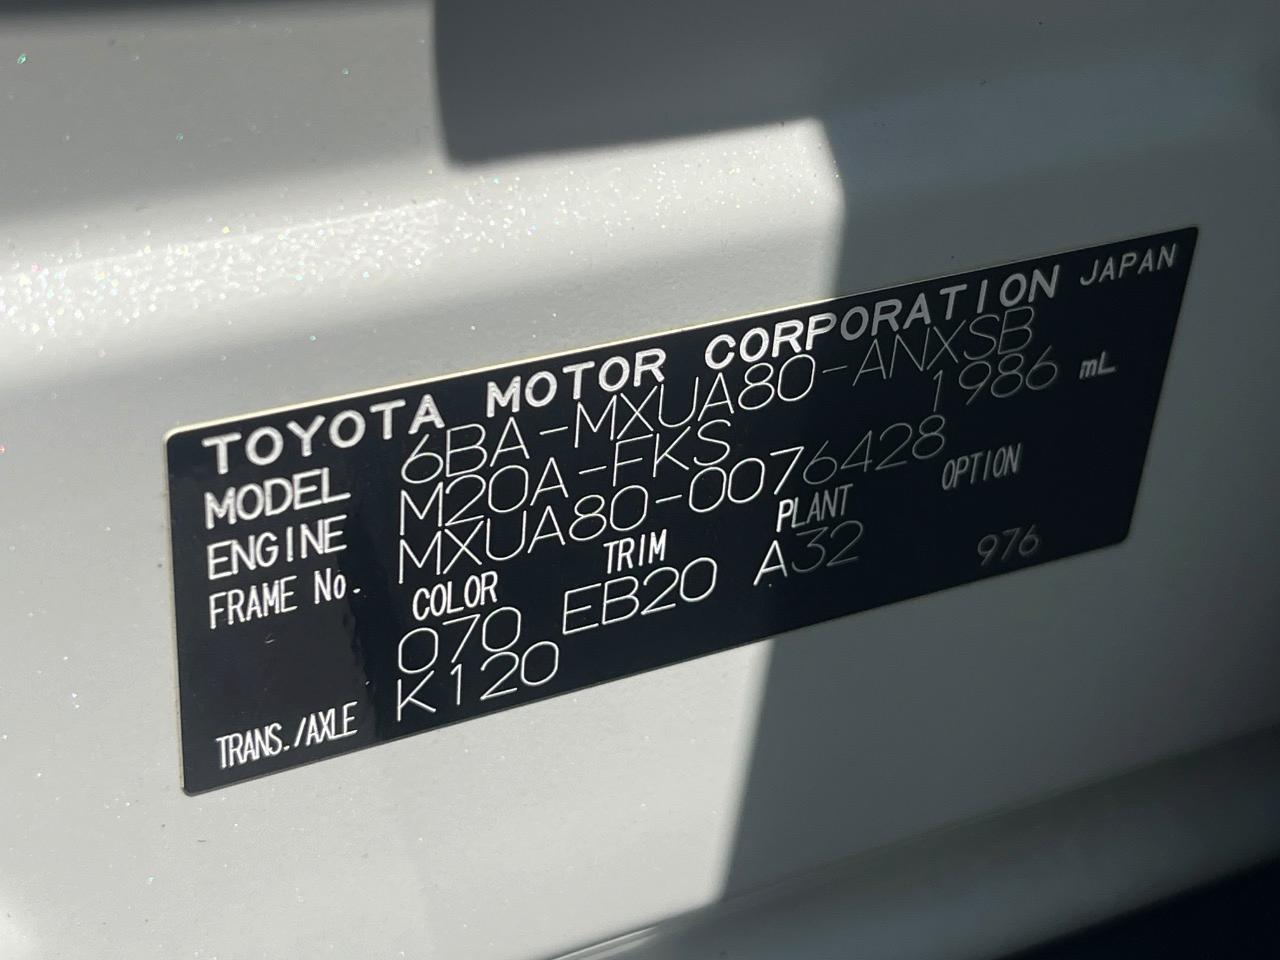 TOYOTA MOTOR CORPORATION JAPAN
MODEL 6BA-MXUA80-ANXSB
ENGINE M20A-FKS 1986 mL
FRAME No. MXUA80-0076428
COLOR TRIM PLANT OPTION
070 EB20 A32 976
TRANS./AXLE K120